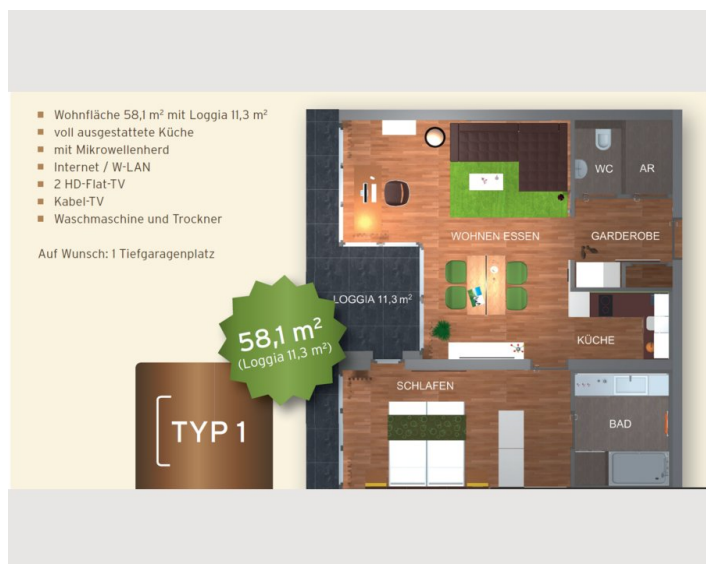 Wohnfläche 58,1 m² mit Loggia 11,3 m²
voll ausgestattete Küche
mit Mikrowellenherd
Internet / W-LAN
2 HD-Flat-TV
Kabel-TV
Waschmaschine und Trockner
Auf Wunsch: 1 Tiefgaragenplatz
58,1 m²
(Loggia 11,3 m²)
TYP 1
WC
AR
WOHNEN ESSEN
GARDEROBE
LOGGIA 11,3 m²
KÜCHE
SCHLAFEN
BAD